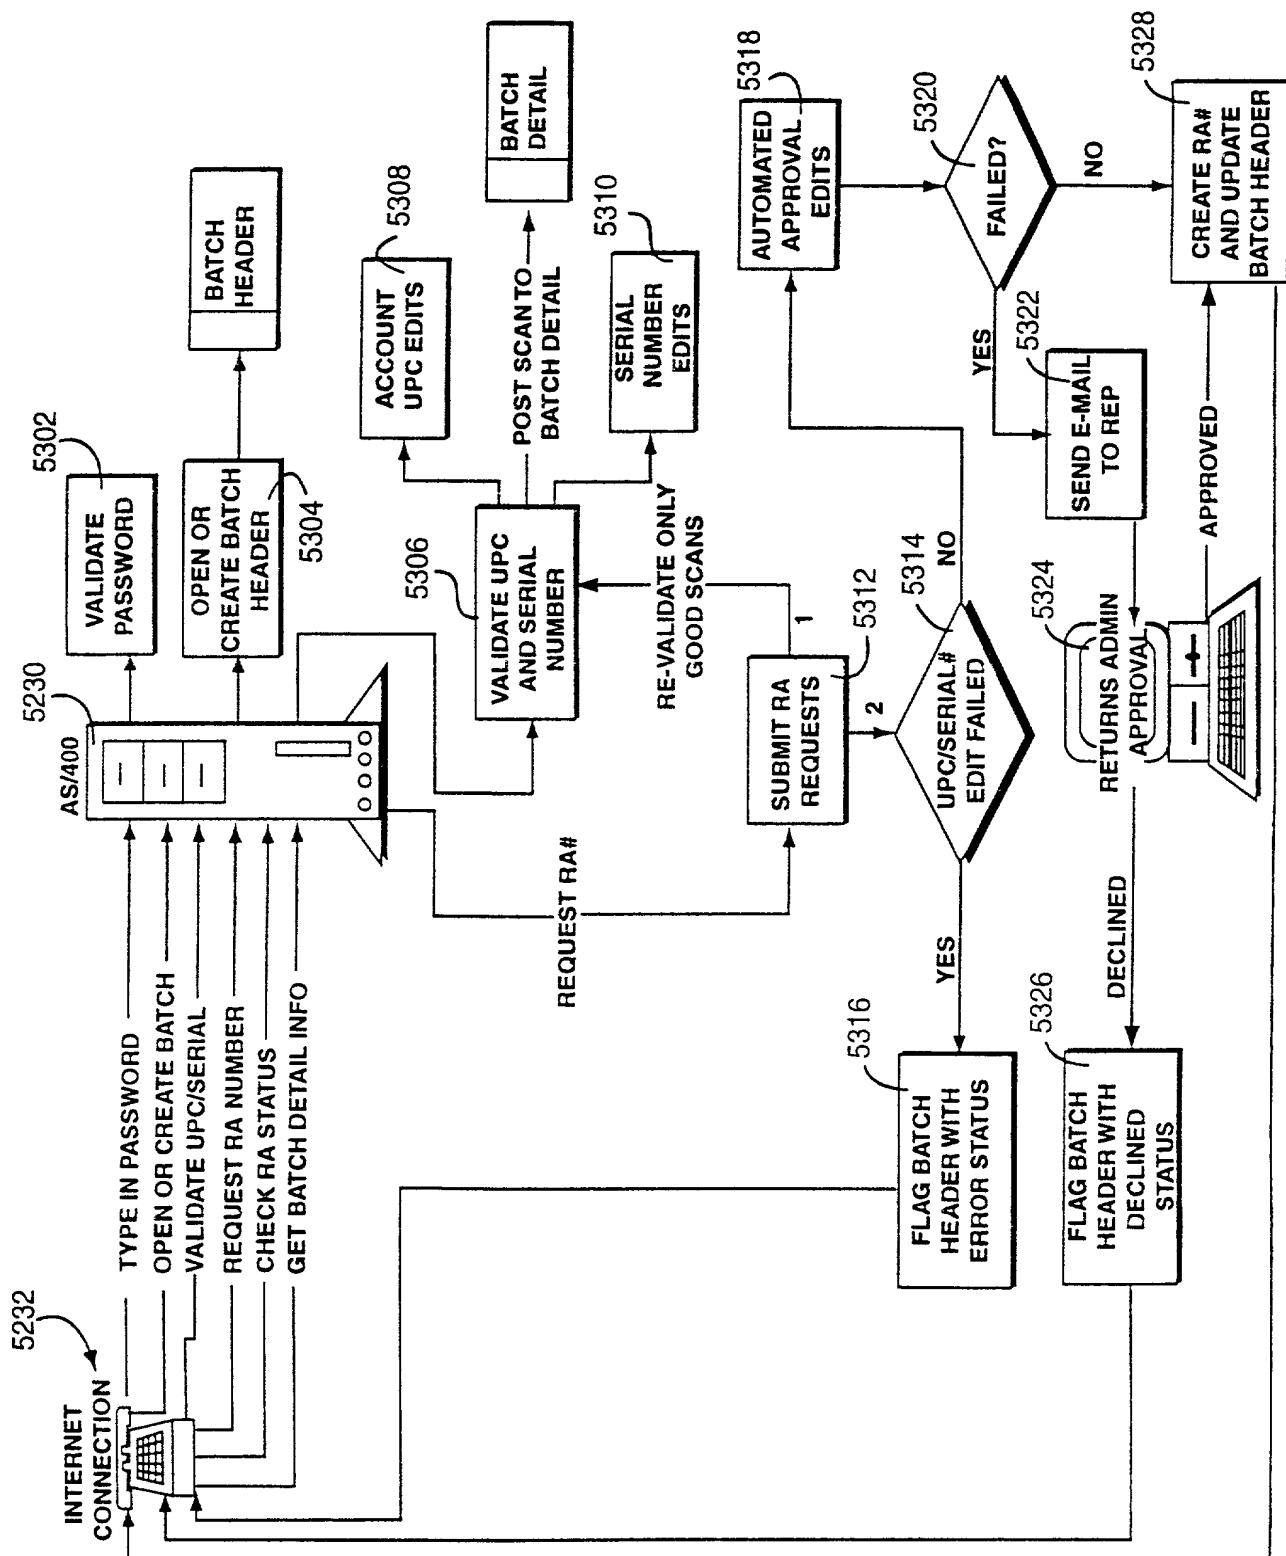 INTERNET
CONNECTION
5232
TYPE IN PASSWORD
OPEN OR CREATE BATCH
VALIDATE UPC/SERIAL
REQUEST RA NUMBER
CHECK RA STATUS
GET BATCH DETAIL INFO
AS/400
5230
VALIDATE
PASSWORD
5302
OPEN OR
CREATE BATCH
HEADER
5304
BATCH
HEADER
VALIDATE UPC
AND SERIAL
NUMBER
5306
ACCOUNT
UPC EDITS
5308
POST SCAN TO
BATCH DETAIL
BATCH
DETAIL
SERIAL
NUMBER
EDITS
5310
RE-VALIDATE ONLY
GOOD SCANS
REQUEST RA#
SUBMIT RA
REQUESTS
5312
1
2
UPC/SERIAL#
EDIT FAILED
5314
YES
NO
FLAG BATCH
HEADER WITH
ERROR STATUS
5316
AUTOMATED
APPROVAL
EDITS
5318
FAILED?
5320
YES
NO
SEND E-MAIL
TO REP
5322
RETURNS ADMIN
APPROVAL
5324
DECLINED
APPROVED
FLAG BATCH
HEADER WITH
DECLINED
STATUS
5326
CREATE RA#
AND UPDATE
BATCH HEADER
5328